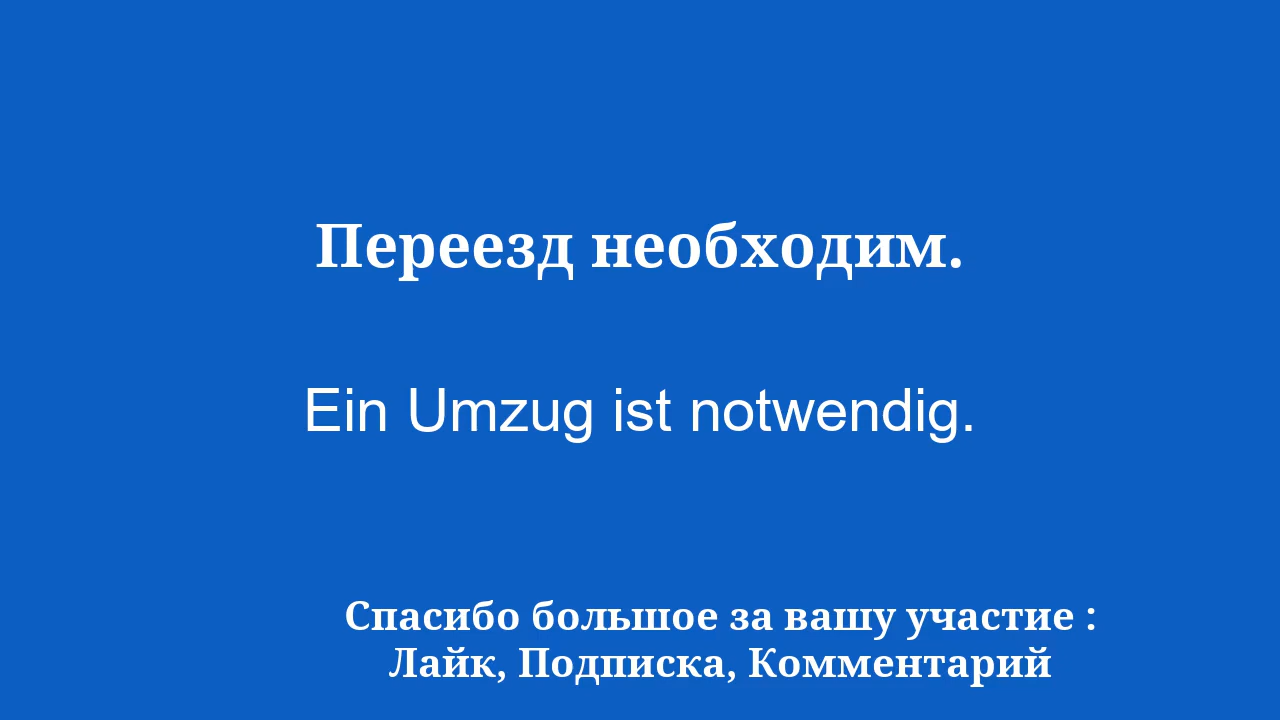 Переезд необходим.
Ein Umzug ist notwendig.
Спасибо большое за вашу участие :
Лайк, Подписка, Комментарий